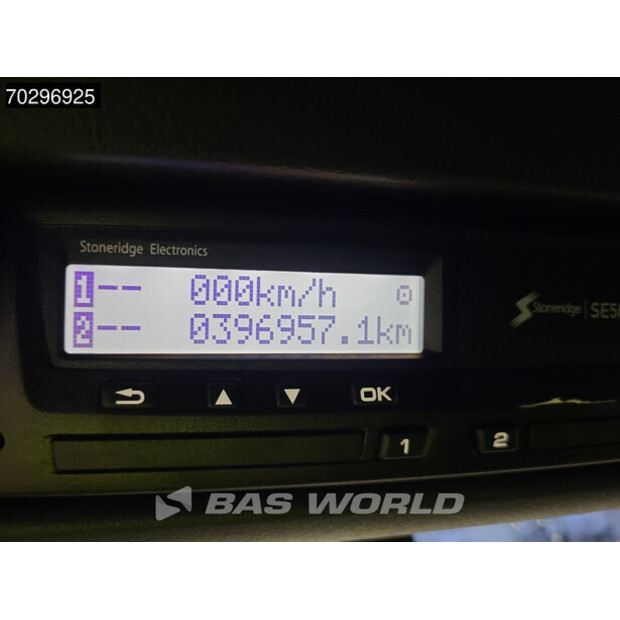 70296925
Stoneridge Electronics
1-- 000km/h
2-- 0396957.1km
Stoneridge
OK
1 2
BAS WORLD